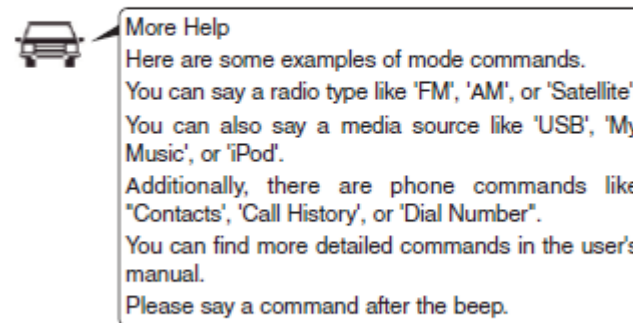 More Help
Here are some examples of mode commands.
You can say a radio type like 'FM', 'AM', or 'Satellite'
You can also say a media source like 'USB', 'My
Music', or 'iPod'.
Additionally, there are phone commands like
"Contacts', 'Call History', or 'Dial Number".
You can find more detailed commands in the user's
manual.
Please say a command after the beep.